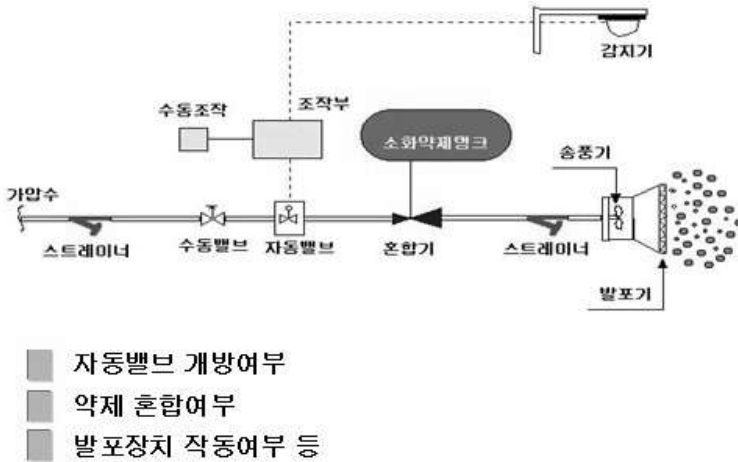 감지기
수동조작
조작부
소화약제탱크
송풍기
가압수
스트레이너
수동밸브
자동밸브
혼합기
스트레이너
발포기
자동밸브 개방여부
약제 혼합여부
발포장치 작동여부 등